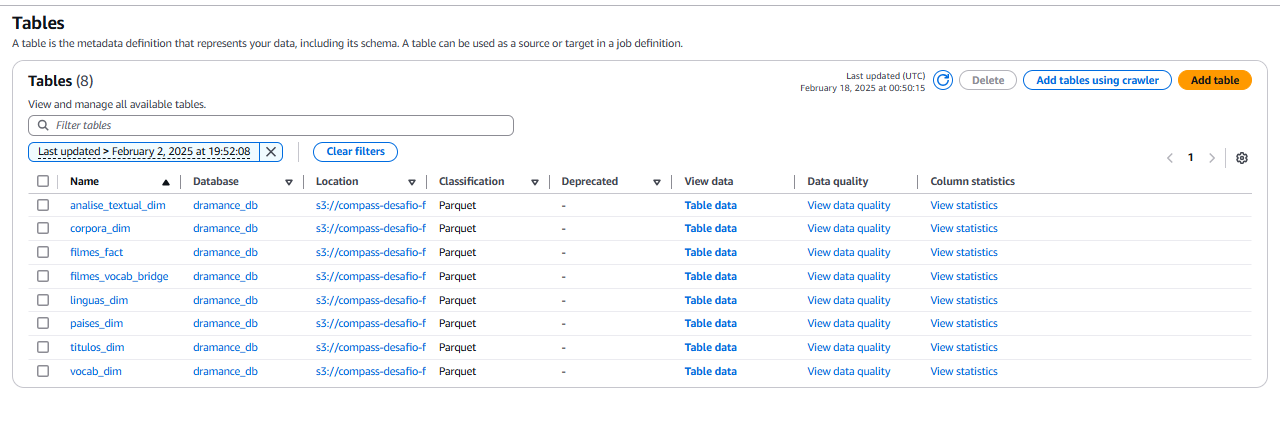 Tables
A table is the metadata definition that represents your data, including its schema. A table can be used as a source or target in a job definition.
Tables (8)
Last updated (UTC)
February 18, 2025 at 00:50:15
Delete
Add tables using crawler
Add table
View and manage all available tables.
Filter tables
Last updated > February 2, 2025 at 19:52:08
Clear filters
1
Name Database Location Classification Deprecated View data Data quality Column statistics
analise_textual_dim dramance_db s3://compass-desafio-f Parquet - Table data View data quality View statistics
corpora_dim dramance_db s3://compass-desafio-f Parquet - Table data View data quality View statistics
filmes_fact dramance_db s3://compass-desafio-f Parquet - Table data View data quality View statistics
filmes_vocab_bridge dramance_db s3://compass-desafio-f Parquet - Table data View data quality View statistics
linguas_dim dramance_db s3://compass-desafio-f Parquet - Table data View data quality View statistics
paises_dim dramance_db s3://compass-desafio-f Parquet - Table data View data quality View statistics
titulos_dim dramance_db s3://compass-desafio-f Parquet - Table data View data quality View statistics
vocab_dim dramance_db s3://compass-desafio-f Parquet - Table data View data quality View statistics